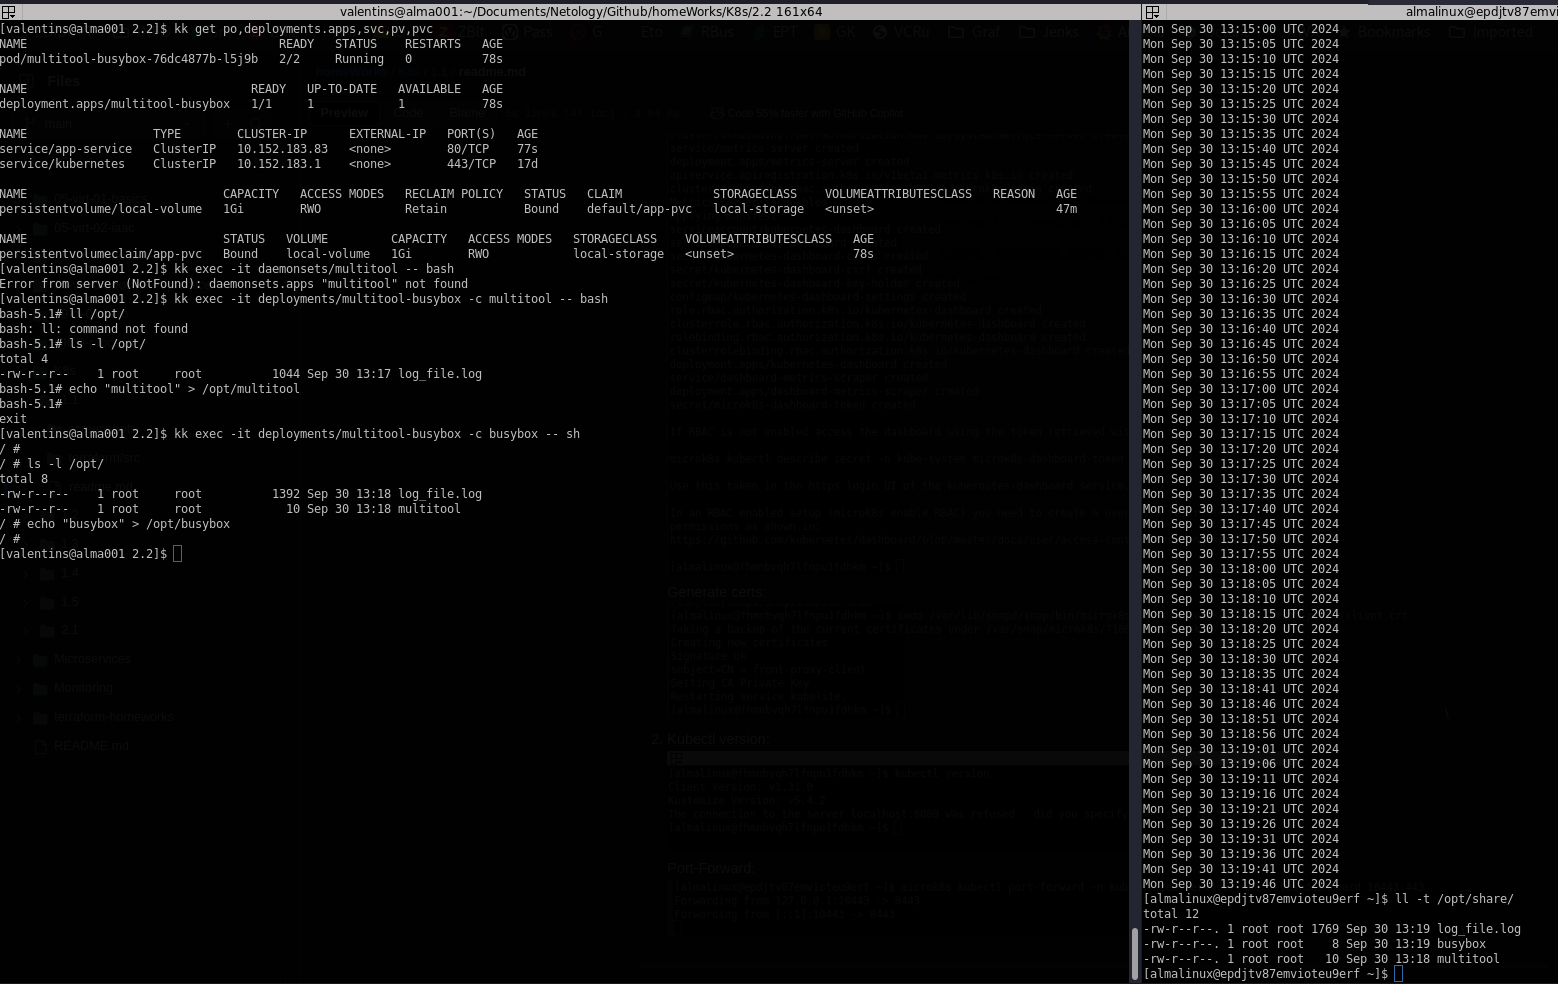 valentins@alma001:~/Documents/Netology/Github/homeWorks/K8s/2.2 161x64
[valentins@alma001 2.2]$ kk get po,deployments.apps,svc,pv,pvc
NAME READY STATUS RESTARTS AGE
pod/multitool-busybox-76dc4877b-l5j9b 2/2 Running 0 78s
NAME READY UP-TO-DATE AVAILABLE AGE
deployment.apps/multitool-busybox 1/1 1 1 78s
NAME TYPE CLUSTER-IP EXTERNAL-IP PORT(S) AGE
service/app-service ClusterIP 10.152.183.83 <none> 80/TCP 77s
service/kubernetes ClusterIP 10.152.183.1 <none> 443/TCP 17d
NAME CAPACITY ACCESS MODES RECLAIM POLICY STATUS CLAIM STORAGECLASS VOLUMEATTRIBUTESCLASS REASON AGE
persistentvolume/local-volume 1Gi RWO Retain Bound default/app-pvc local-storage <unset> 47m
NAME STATUS VOLUME CAPACITY ACCESS MODES STORAGECLASS VOLUMEATTRIBUTESCLASS AGE
persistentvolumeclaim/app-pvc Bound local-volume 1Gi RWO local-storage <unset> 78s
[valentins@alma001 2.2]$ kk exec -it daemonsets/multitool -- bash
Error from server (NotFound): daemonsets.apps "multitool" not found
[valentins@alma001 2.2]$ kk exec -it deployments/multitool-busybox -c multitool -- bash
bash-5.1# ll /opt/
bash: ll: command not found
bash-5.1# ls -l /opt/
total 4
-rw-r--r-- 1 root root 1044 Sep 30 13:17 log_file.log
bash-5.1# echo "multitool" > /opt/multitool
bash-5.1#
exit
[valentins@alma001 2.2]$ kk exec -it deployments/multitool-busybox -c busybox -- sh
/ #
/ # ls -l /opt/
total 8
-rw-r--r-- 1 root root 1392 Sep 30 13:18 log_file.log
-rw-r--r-- 1 root root 10 Sep 30 13:18 multitool
/ # echo "busybox" > /opt/busybox
/ #
[valentins@alma001 2.2]$
almalinux@epdjtv87emvi
Mon Sep 30 13:15:00 UTC 2024
Mon Sep 30 13:15:05 UTC 2024
Mon Sep 30 13:15:10 UTC 2024
Mon Sep 30 13:15:15 UTC 2024
Mon Sep 30 13:15:20 UTC 2024
Mon Sep 30 13:15:25 UTC 2024
Mon Sep 30 13:15:30 UTC 2024
Mon Sep 30 13:15:35 UTC 2024
Mon Sep 30 13:15:40 UTC 2024
Mon Sep 30 13:15:45 UTC 2024
Mon Sep 30 13:15:50 UTC 2024
Mon Sep 30 13:15:55 UTC 2024
Mon Sep 30 13:16:00 UTC 2024
Mon Sep 30 13:16:05 UTC 2024
Mon Sep 30 13:16:10 UTC 2024
Mon Sep 30 13:16:15 UTC 2024
Mon Sep 30 13:16:20 UTC 2024
Mon Sep 30 13:16:25 UTC 2024
Mon Sep 30 13:16:30 UTC 2024
Mon Sep 30 13:16:35 UTC 2024
Mon Sep 30 13:16:40 UTC 2024
Mon Sep 30 13:16:45 UTC 2024
Mon Sep 30 13:16:50 UTC 2024
Mon Sep 30 13:16:55 UTC 2024
Mon Sep 30 13:17:00 UTC 2024
Mon Sep 30 13:17:05 UTC 2024
Mon Sep 30 13:17:10 UTC 2024
Mon Sep 30 13:17:15 UTC 2024
Mon Sep 30 13:17:20 UTC 2024
Mon Sep 30 13:17:25 UTC 2024
Mon Sep 30 13:17:30 UTC 2024
Mon Sep 30 13:17:35 UTC 2024
Mon Sep 30 13:17:40 UTC 2024
Mon Sep 30 13:17:45 UTC 2024
Mon Sep 30 13:17:50 UTC 2024
Mon Sep 30 13:17:55 UTC 2024
Mon Sep 30 13:18:00 UTC 2024
Mon Sep 30 13:18:05 UTC 2024
Mon Sep 30 13:18:10 UTC 2024
Mon Sep 30 13:18:15 UTC 2024
Mon Sep 30 13:18:20 UTC 2024
Mon Sep 30 13:18:25 UTC 2024
Mon Sep 30 13:18:30 UTC 2024
Mon Sep 30 13:18:35 UTC 2024
Mon Sep 30 13:18:41 UTC 2024
Mon Sep 30 13:18:46 UTC 2024
Mon Sep 30 13:18:51 UTC 2024
Mon Sep 30 13:18:56 UTC 2024
Mon Sep 30 13:19:01 UTC 2024
Mon Sep 30 13:19:06 UTC 2024
Mon Sep 30 13:19:11 UTC 2024
Mon Sep 30 13:19:16 UTC 2024
Mon Sep 30 13:19:21 UTC 2024
Mon Sep 30 13:19:26 UTC 2024
Mon Sep 30 13:19:31 UTC 2024
Mon Sep 30 13:19:36 UTC 2024
Mon Sep 30 13:19:41 UTC 2024
Mon Sep 30 13:19:46 UTC 2024
[almalinux@epdjtv87emvioteu9erf ~]$ ll -t /opt/share/
total 12
-rw-r--r--. 1 root root 1769 Sep 30 13:19 log_file.log
-rw-r--r--. 1 root root 8 Sep 30 13:19 busybox
-rw-r--r--. 1 root root 10 Sep 30 13:18 multitool
[almalinux@epdjtv87emvioteu9erf ~]$
Files
main
Preview
Code 55% faster with GitHub Copilot
1.4
1.5
2.1
Microservices
Monitoring
terraform-homeworks
README.md
Generate certs:
2. Kubectl version:
Port-Forward: